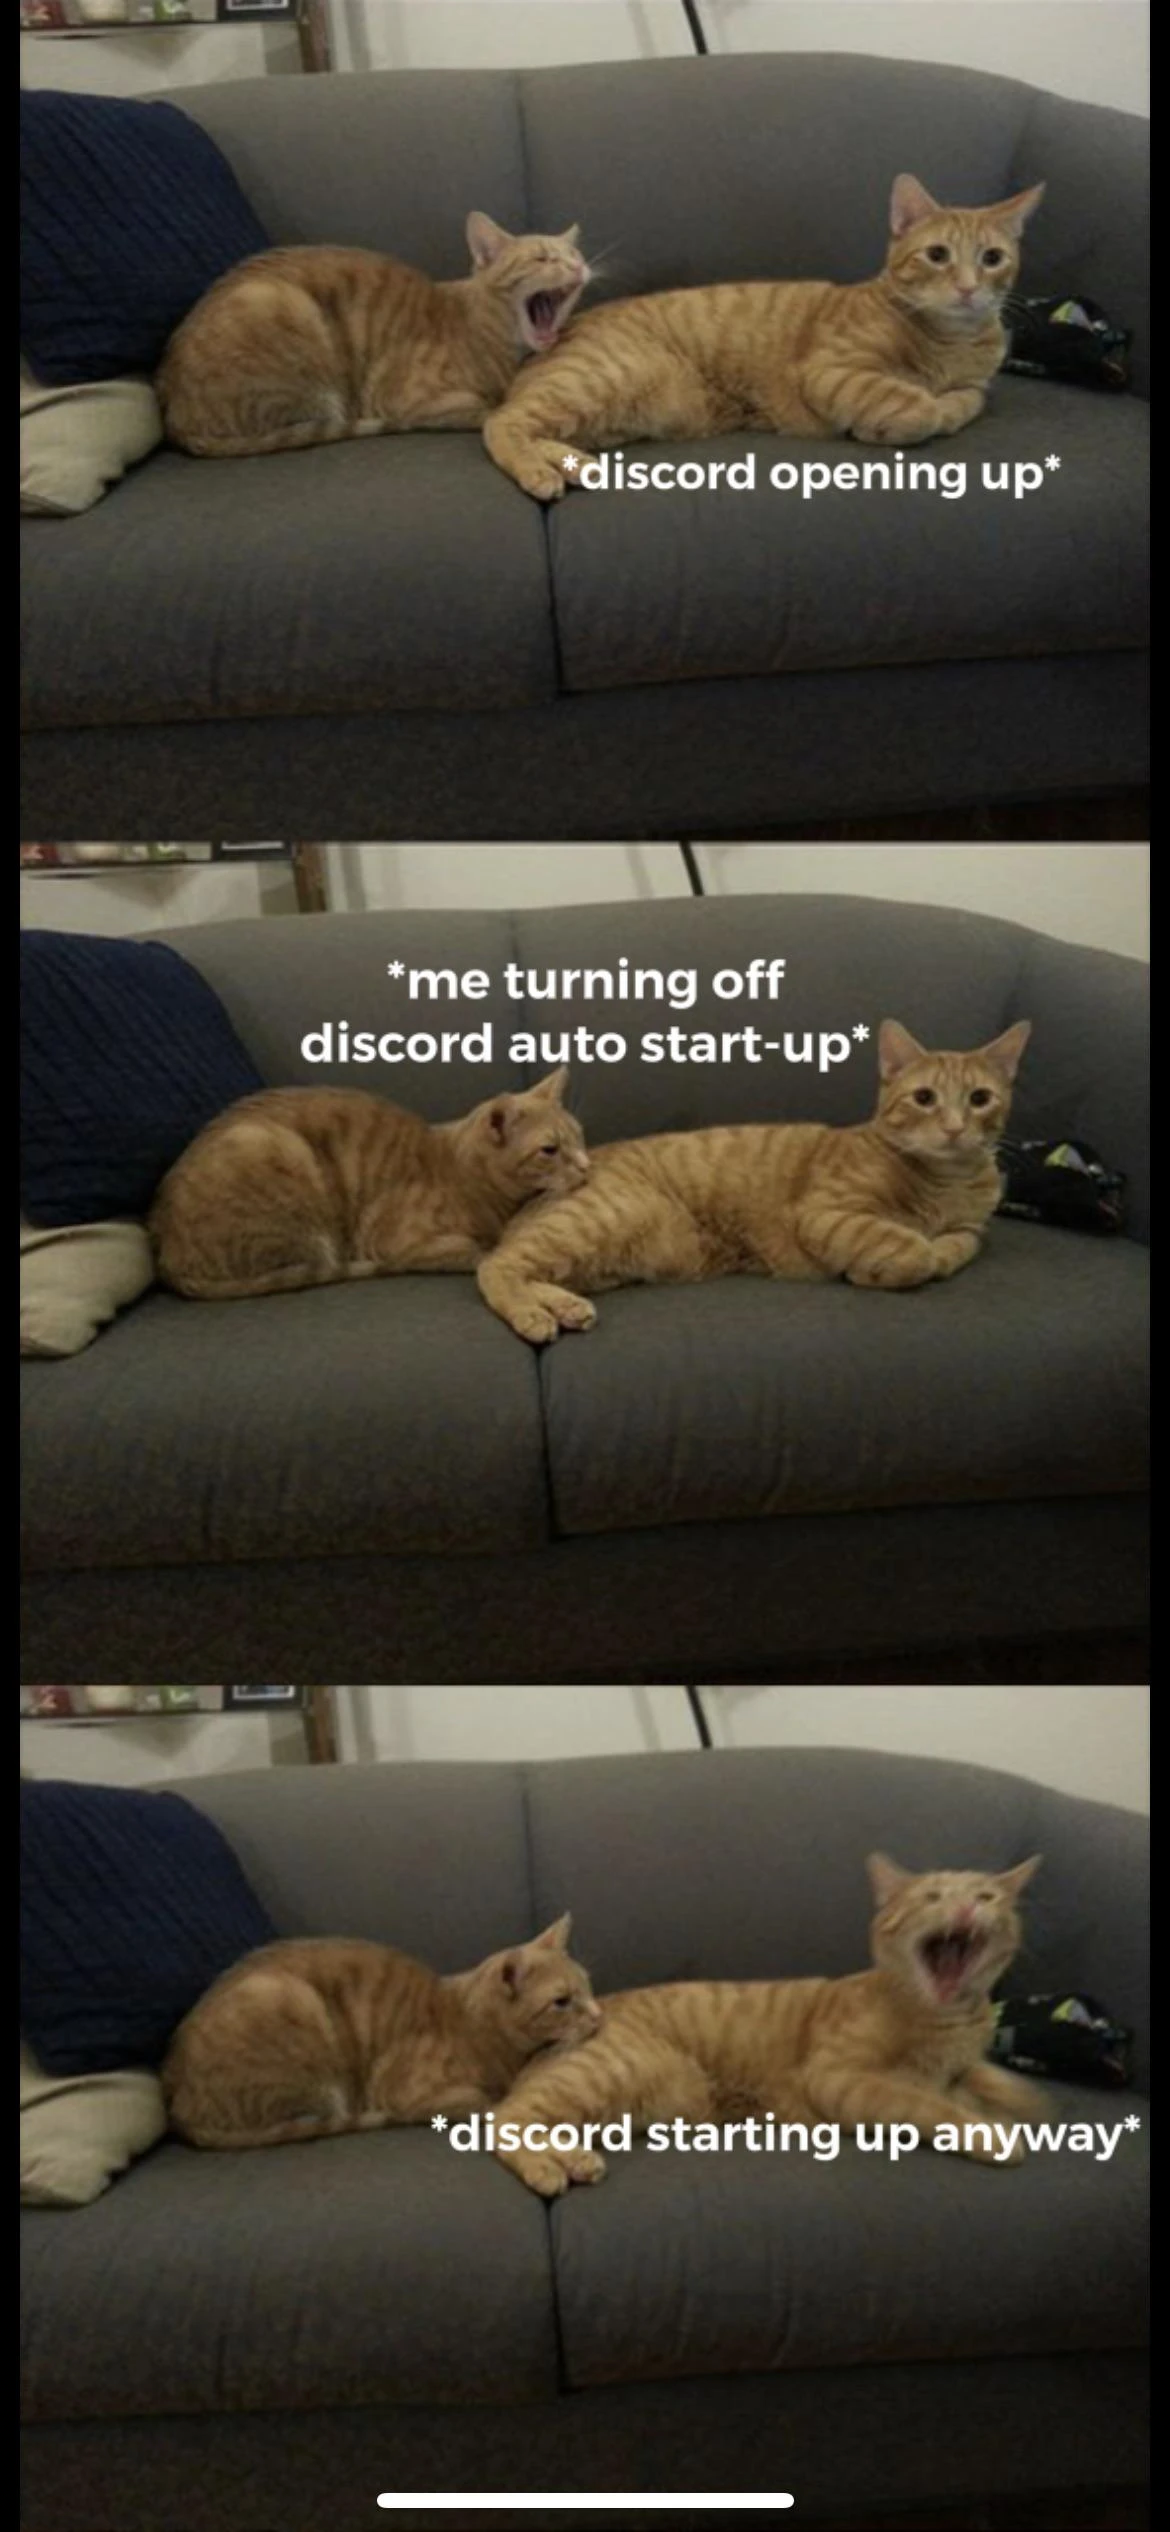 *discord opening up*
*me turning off
discord auto start-up*
*discord starting up anyway*